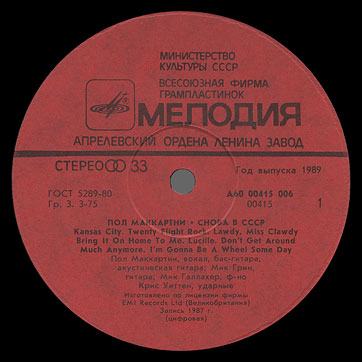 МИНИСТЕРСТВО
КУЛЬТУРЫ СССР
ВСЕСОЮЗНАЯ ФИРМА
ГРАМПЛАСТИНОК
МЕЛОДИЯ
АПРЕЛЕВСКИЙ ОРДЕНА ЛЕНИНА ЗАВОД
СТЕРЕО 33
Год выпуска 1989
ГОСТ 5289-80
А60 00415 006
Гр. 3. 3-75
00415
1
ПОЛ МАККАРТНИ • СНОВА В СССР
Kansas City. Twenty Flight Rock. Lawdy, Miss Clawdy
Bring It On Home To Me. Lucille. Don't Get Around
Much Anymore. I'm Gonna Be A Wheel Some Day
Пол Маккартни, вокал, бас-гитара,
акустическая гитара; Мик Грин,
гитара; Мик Галлахер, ф-но
Крис Уиттен, ударные
Изготовлено по лицензии фирмы
EMI Records Ltd (Великобритания)
Запись 1987 г.
(цифровая)